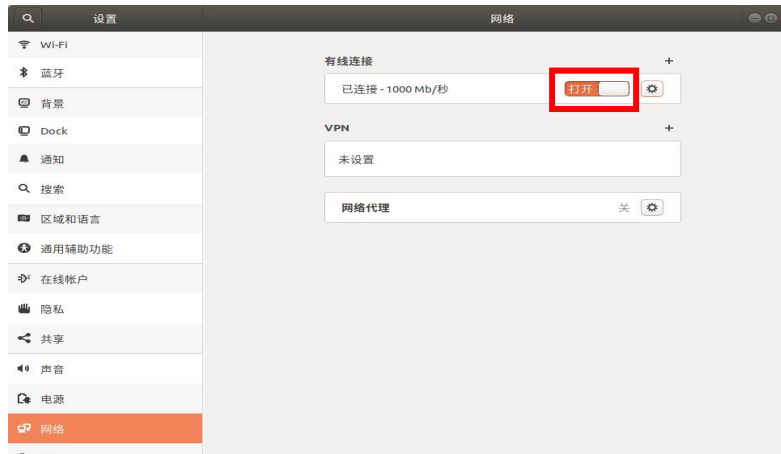 设置
网络
Wi-Fi
蓝牙
背景
Dock
通知
搜索
区域和语言
通用辅助功能
在线帐户
隐私
共享
声音
电源
网络
有线连接
已连接 - 1000 Mb/秒
打开
VPN
未设置
网络代理
关